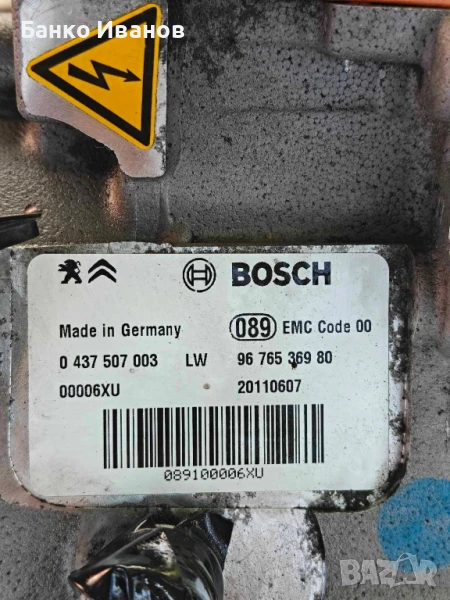 Банко Иванов
BOSCH
Made in Germany 089 EMC Code 00
0 437 507 003 LW 96 765 369 80
00006XU 20110607
089100006XU
BAZAR